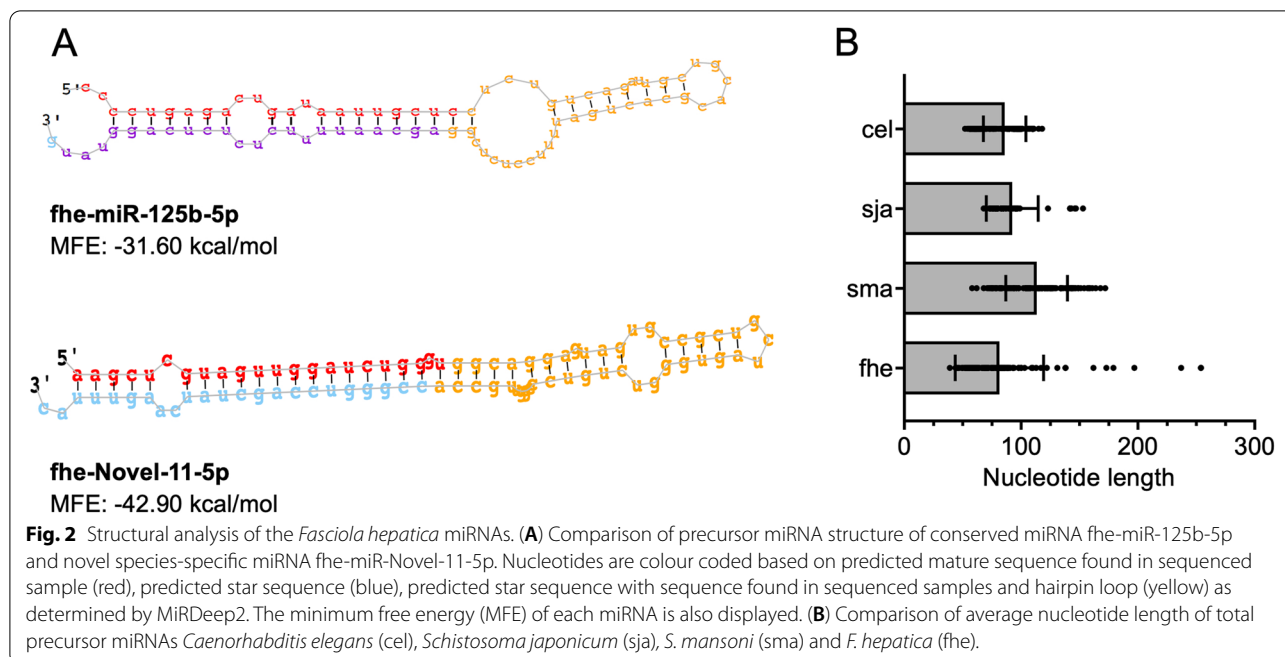 A
B
5'
cccccugagacugauaauugcuccucugucagaugcugca
3'
fhe-miR-125b-5p
MFE: -31.60 kcal/mol
5'
3'
fhe-Novel-11-5p
MFE: -42.90 kcal/mol
cel
sja
sma
fhe
0
100
200
300
Nucleotide length
Fig. 2 Structural analysis of the Fasciola hepatica miRNAs. (A) Comparison of precursor miRNA structure of conserved miRNA fhe-miR-125b-5p
and novel species-specific miRNA fhe-miR-Novel-11-5p. Nucleotides are colour coded based on predicted mature sequence found in sequenced
sample (red), predicted star sequence (blue), predicted star sequence with sequence found in sequenced samples and hairpin loop (yellow) as
determined by MiRDeep2. The minimum free energy (MFE) of each miRNA is also displayed. (B) Comparison of average nucleotide length of total
precursor miRNAs Caenorhabditis elegans (cel), Schistosoma japonicum (sja), S. mansoni (sma) and F. hepatica (fhe).